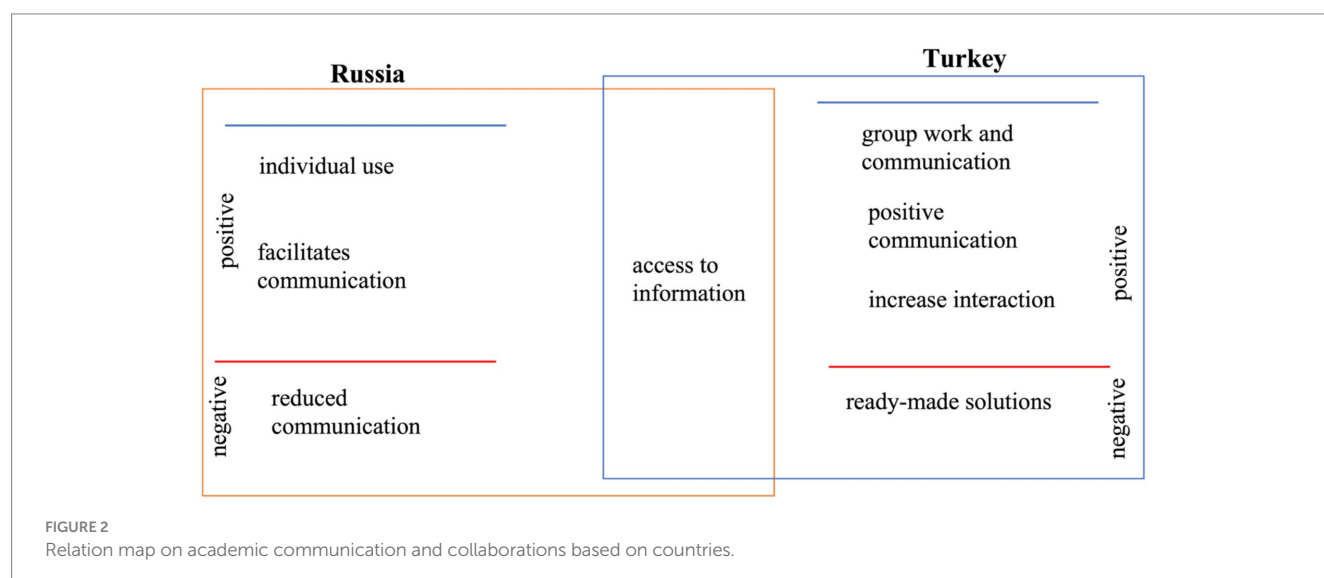 Russia
Turkey
positive
individual use
facilitates
communication
negative
reduced
communication
access to
information
group work and
communication
positive
communication
increase interaction
positive
ready-made solutions
negative
FIGURE 2
Relation map on academic communication and collaborations based on countries.